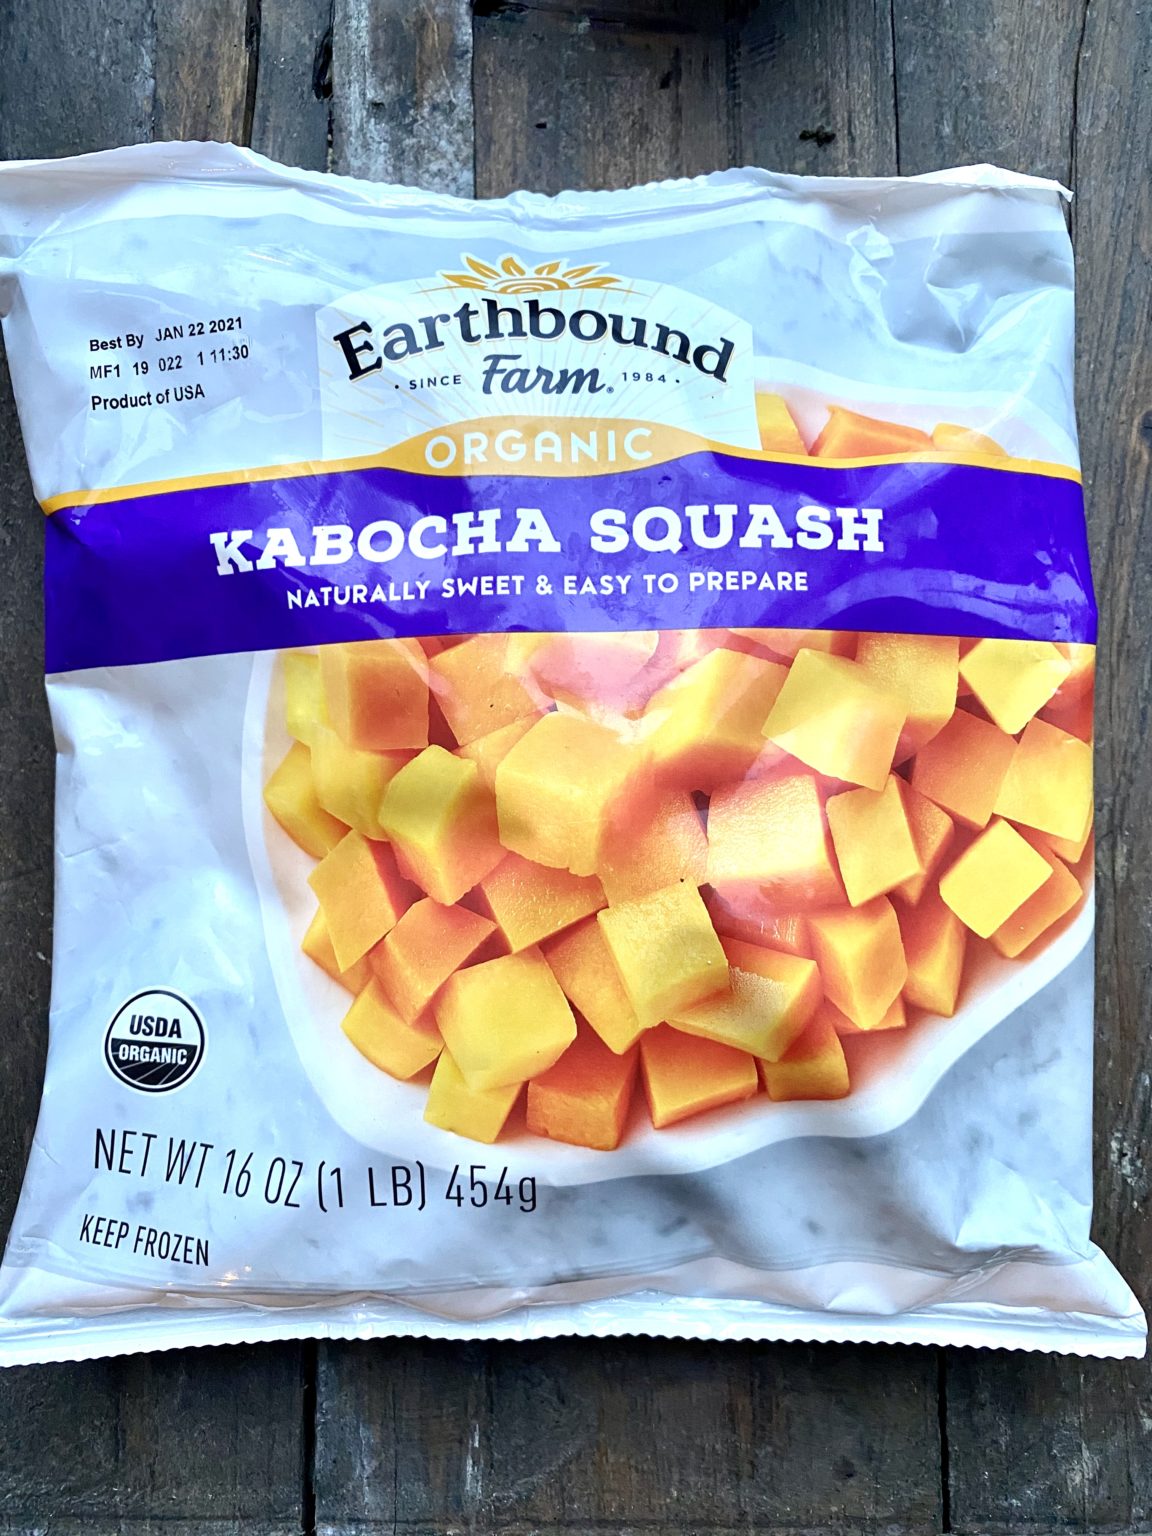 Best By JAN 22 2021
MF1 19 022 1 11:30
Product of USA
Earthbound
• SINCE Farm® 1984 •
ORGANIC
KABOCHA SQUASH
NATURALLY SWEET & EASY TO PREPARE
USDA
ORGANIC
NET WT 16 OZ (1 LB) 454g
KEEP FROZEN